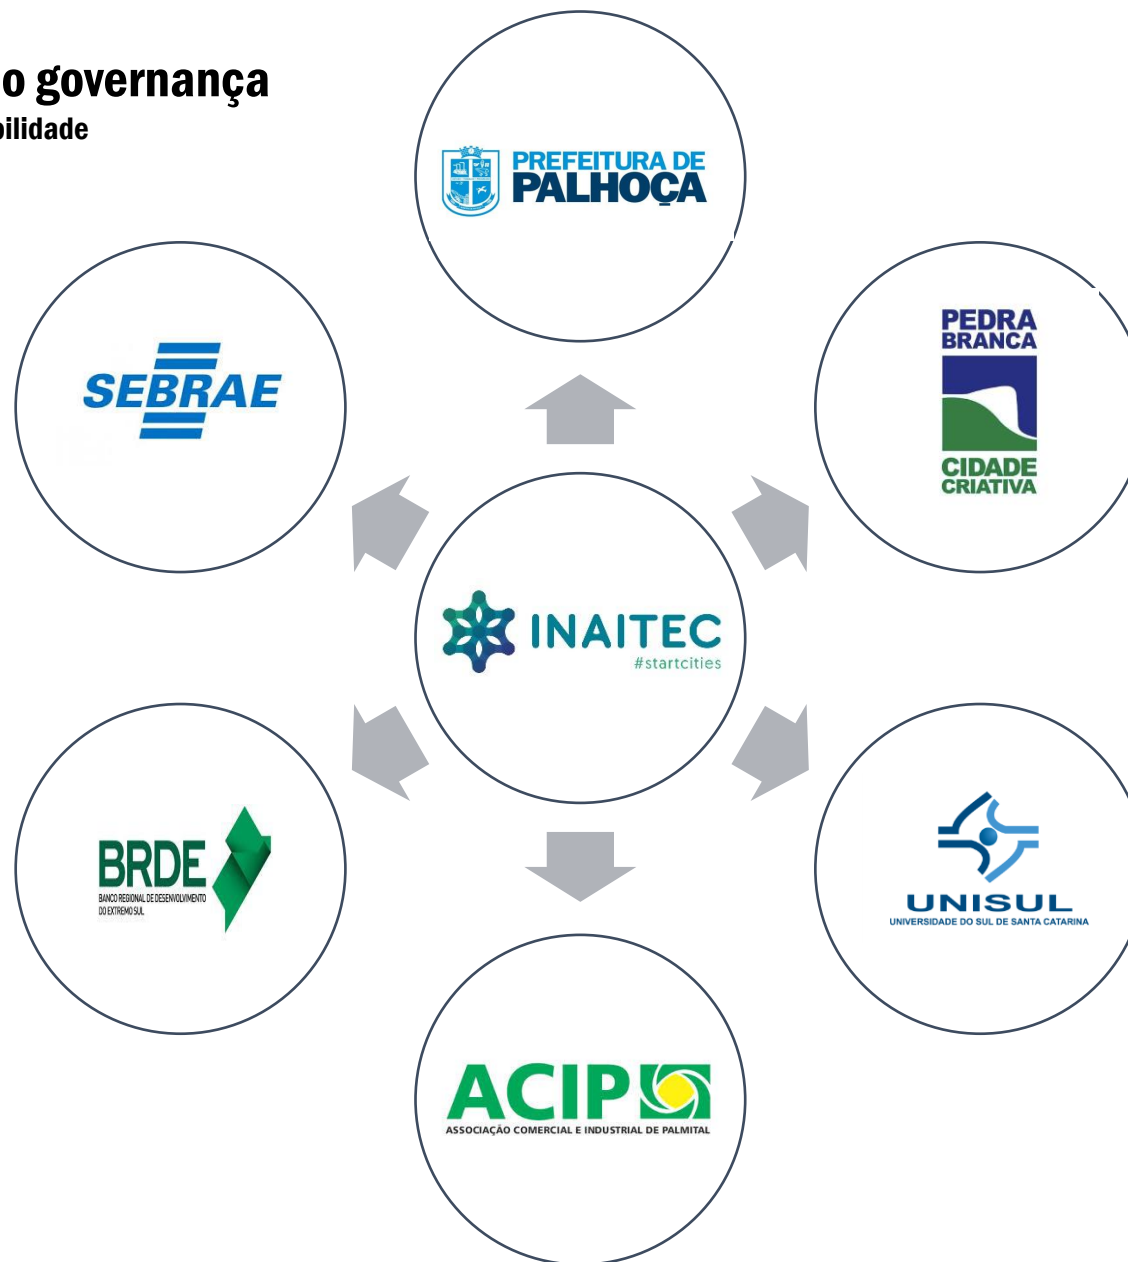 o governança
bilidade
PREFEITURA DE
PALHOÇA
SEBRAE
PEDRA
BRANCA
CIDADE
CRIATIVA
INAITEC
#startcities
BRDE
BANCO REGIONAL DE DESENVOLVIMENTO
DO EXTREMO SUL
UNISUL
UNIVERSIDADE DO SUL DE SANTA CATARINA
ACIP
ASSOCIAÇÃO COMERCIAL E INDUSTRIAL DE PALMITAL